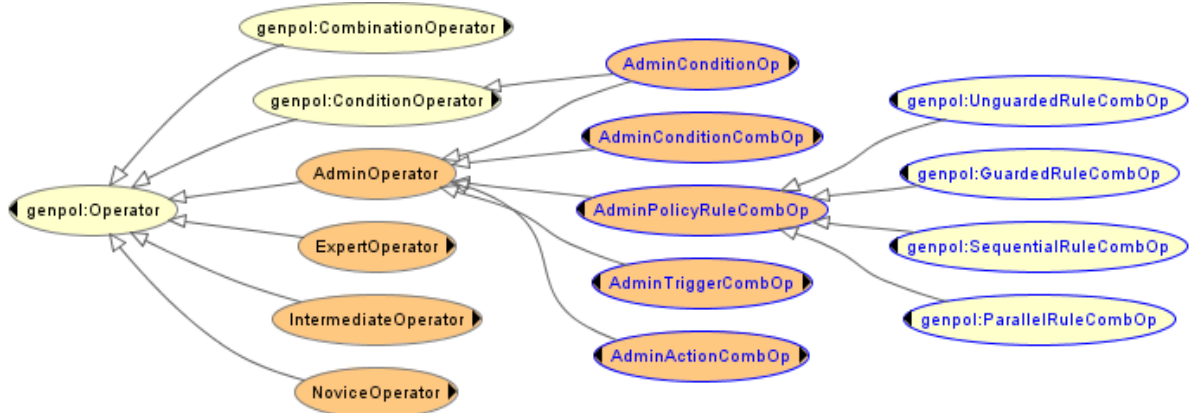 genpol:CombinationOperator
genpol:ConditionOperator
AdminOperator
genpol:Operator
ExpertOperator
IntermediateOperator
NoviceOperator
AdminConditionOp
AdminConditionCombOp
AdminPolicyRuleCombOp
AdminTriggerCombOp
AdminActionCombOp
genpol:UnguardedRuleCombOp
genpol:GuardedRuleCombOp
genpol:SequentialRuleCombOp
genpol:ParallelRuleCombOp